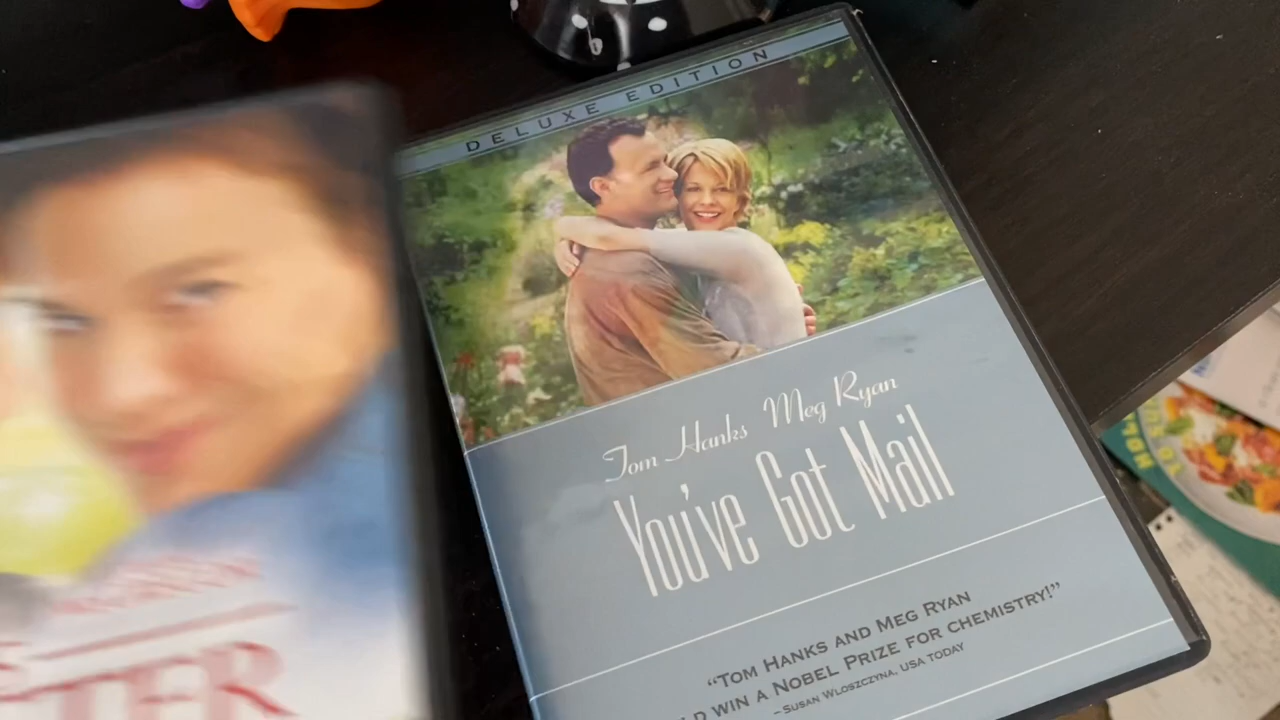 DELUXE EDITION
Tom Hanks Meg Ryan
You've Got Mail
"TOM HANKS AND MEG RYAN
D WIN A NOBEL PRIZE FOR CHEMISTRY!"
–SUSAN WLOSZCZYNA, USA TODAY
TER